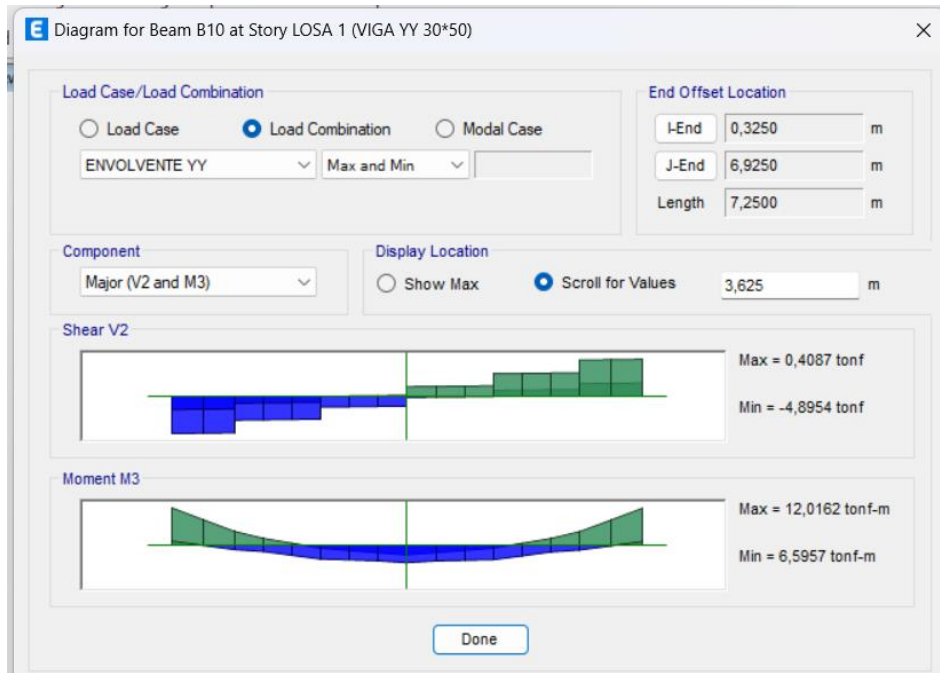 Diagram for Beam B10 at Story LOSA 1 (VIGA YY 30*50)
Load Case/Load Combination
Load Case Load Combination Modal Case
ENVOLVENTE YY Max and Min
End Offset Location
I-End 0,3250 m
J-End 6,9250 m
Length 7,2500 m
Component
Major (V2 and M3)
Display Location
Show Max Scroll for Values 3,625 m
Shear V2
Max = 0,4087 tonf
Min = -4,8954 tonf
Moment M3
Max = 12,0162 tonf-m
Min = 6,5957 tonf-m
Done